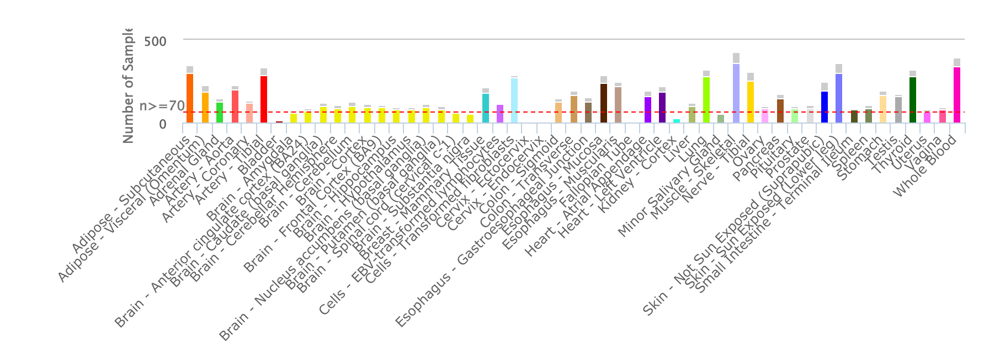 Number of Sample
500
n>=70
0
Adipose - Subcutaneous
Adipose - Visceral (Omentum)
Adrenal Gland
Artery - Aorta
Artery - Coronary
Artery - Tibial
Bladder
Brain - Amygdala
Brain - Anterior cingulate cortex (BA24)
Brain - Caudate (basal ganglia)
Brain - Cerebellar Hemisphere
Brain - Cerebellum
Brain - Cortex
Brain - Frontal Cortex (BA9)
Brain - Hippocampus
Brain - Hypothalamus
Brain - Nucleus accumbens (basal ganglia)
Brain - Putamen (basal ganglia)
Brain - Spinal cord (cervical c-1)
Brain - Substantia nigra
Breast - Mammary Tissue
Cells - EBV-transformed lymphocytes
Cells - Transformed fibroblasts
Cervix - Ectocervix
Cervix - Endocervix
Colon - Sigmoid
Colon - Transverse
Esophagus - Gastroesophageal Junction
Esophagus - Mucosa
Esophagus - Muscularis
Fallopian Tube
Heart - Atrial Appendage
Heart - Left Ventricle
Kidney - Cortex
Liver
Lung
Minor Salivary Gland
Muscle - Skeletal
Nerve - Tibial
Ovary
Pancreas
Pituitary
Prostate
Skin - Not Sun Exposed (Suprapubic)
Skin - Sun Exposed (Lower leg)
Small Intestine - Terminal Ileum
Spleen
Stomach
Testis
Thyroid
Uterus
Vagina
Whole Blood